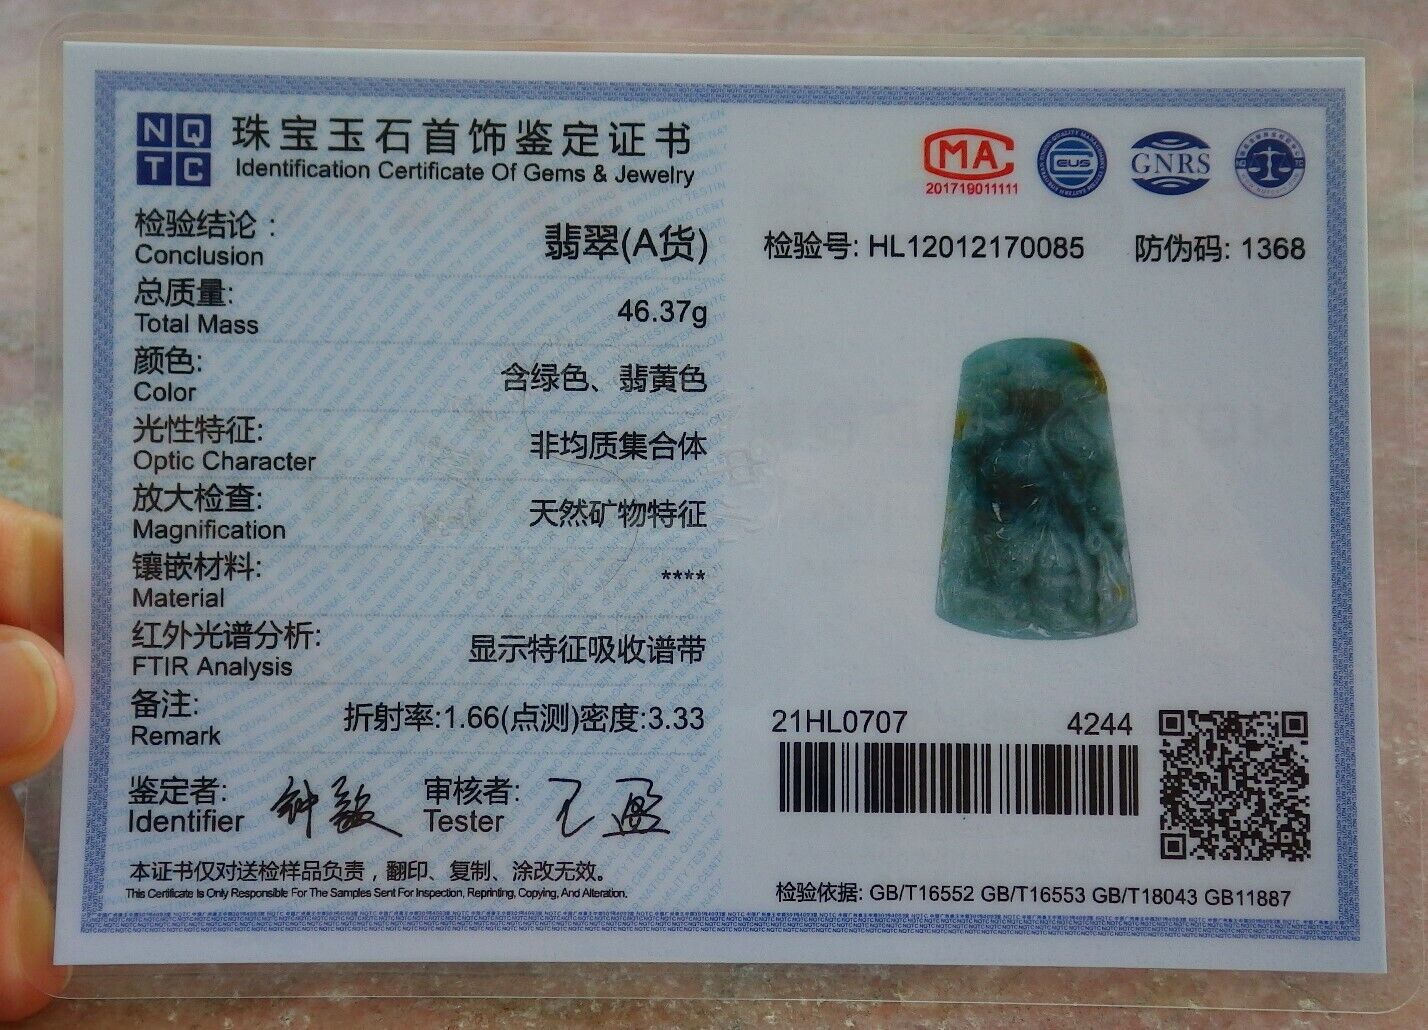 NQ
TC
珠宝玉石首饰鉴定证书
Identification Certificate Of Gems & Jewelry
检验结论：
Conclusion
翡翠(A货)
总质量:
Total Mass
46.37g
颜色:
Color
含绿色、翡黄色
光性特征:
Optic Character
非均质集合体
放大检查:
Magnification
天然矿物特征
镶嵌材料:
Material
****
红外光谱分析:
FTIR Analysis
显示特征吸收谱带
备注:
Remark
折射率:1.66(点测)密度:3.33
鉴定者:
Identifier
钟敏
审核者:
Tester
王盈
本证书仅对送检样品负责，翻印、复制、涂改无效。
This Certificate Is Only Responsible For The Samples Sent For Inspection, Reprinting, Copying, And Alteration.
MA
201719011111
EUS
GNRS
检验号: HL12012170085 防伪码: 1368
21HL0707 4244
检验依据: GB/T16552 GB/T16553 GB/T18043 GB11887